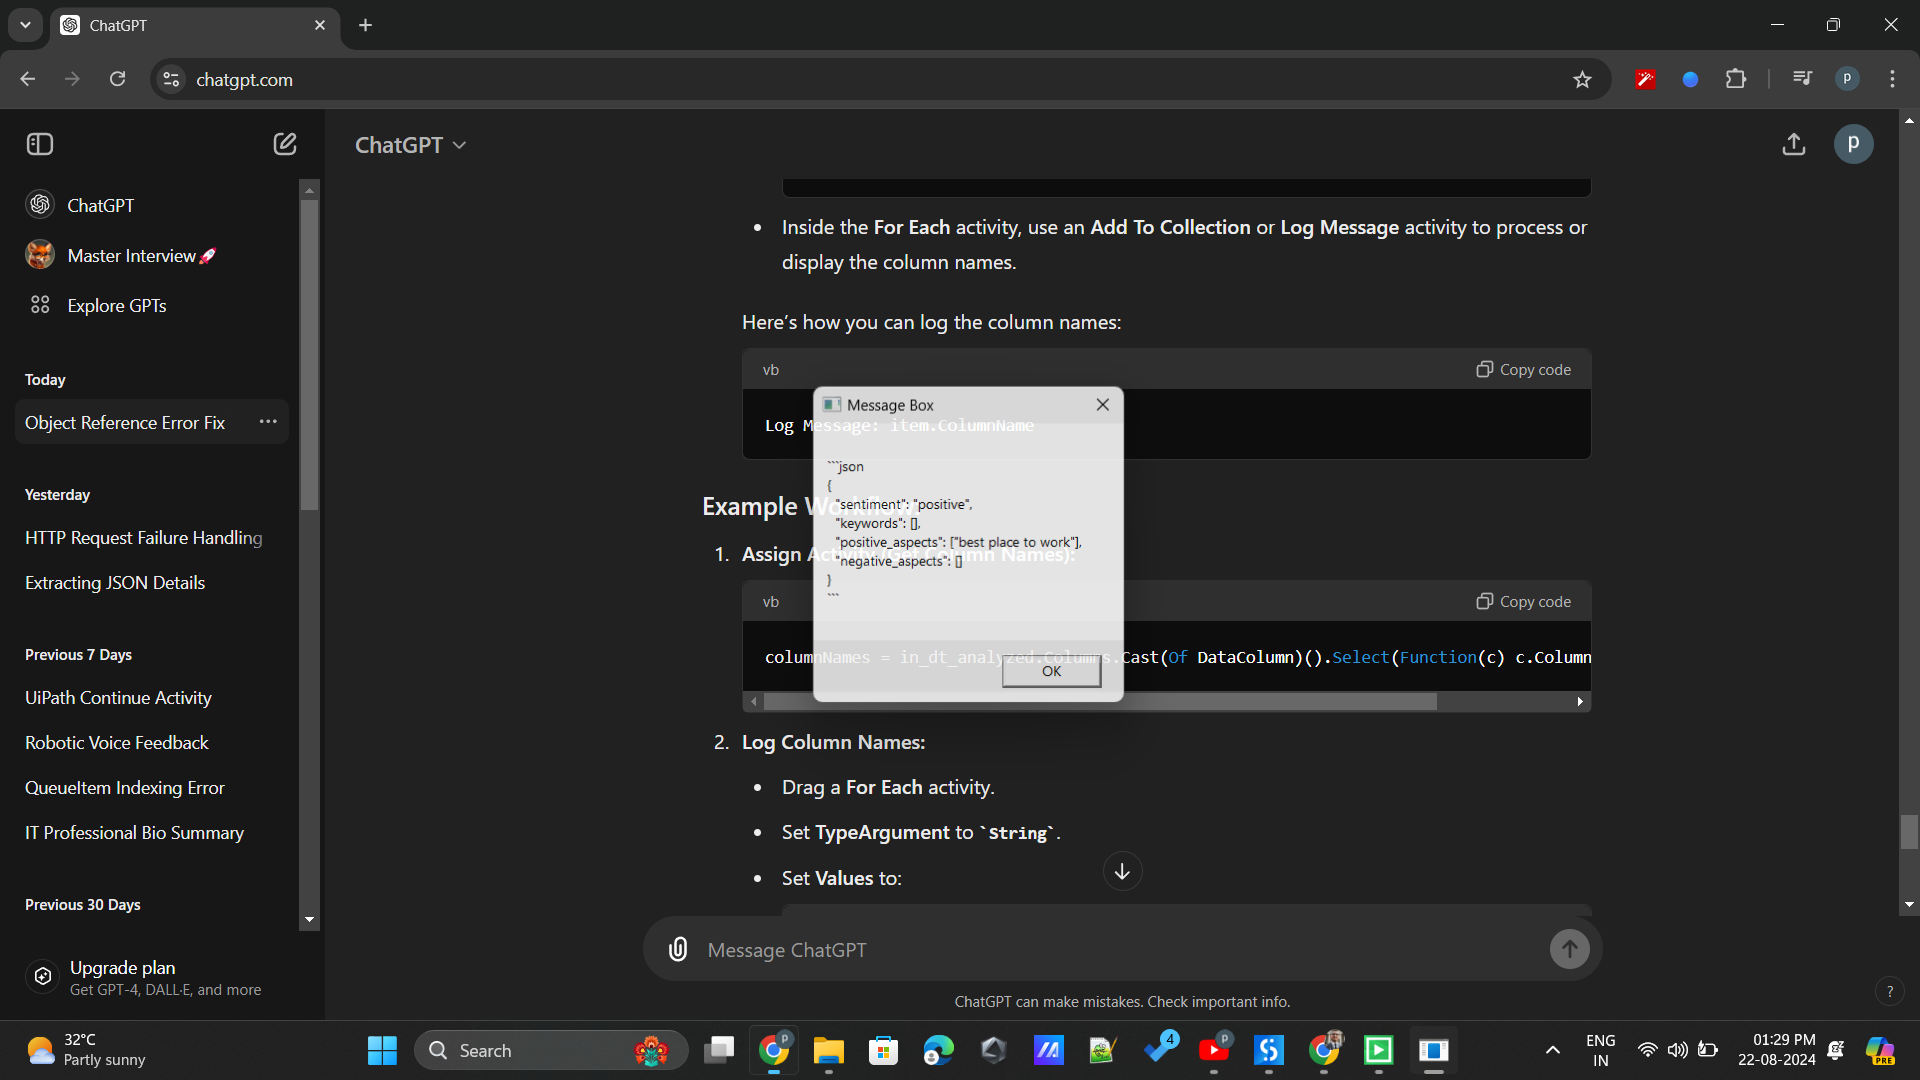 ChatGPT
chatgpt.com
p
ChatGPT
p
ChatGPT
Master Interview🚀
Explore GPTs
Today
Object Reference Error Fix
Yesterday
HTTP Request Failure Handling
Extracting JSON Details
Previous 7 Days
UiPath Continue Activity
Robotic Voice Feedback
QueueItem Indexing Error
IT Professional Bio Summary
Previous 30 Days
Upgrade plan
Get GPT-4, DALL·E, and more
• Inside the For Each activity, use an Add To Collection or Log Message activity to process or
display the column names.
Here's how you can log the column names:
vb
Copy code
Log Message: item.ColumnName
Message Box
```json
{
"sentiment": "positive",
"keywords": [],
"positive_aspects": ["best place to work"],
"negative_aspects": []
}
```
OK
Example Workflow:
1. Assign Activity (Get Column Names):
vb
Copy code
columnNames = in_dt_analyzed.Columns.Cast(Of DataColumn)().Select(Function(c) c.Column
2. Log Column Names:
• Drag a For Each activity.
• Set TypeArgument to `String`.
• Set Values to:
Message ChatGPT
ChatGPT can make mistakes. Check important info.
?
32°C
Partly sunny
Search
P
4
P
ENG
IN
01:29 PM
22-08-2024
PRE